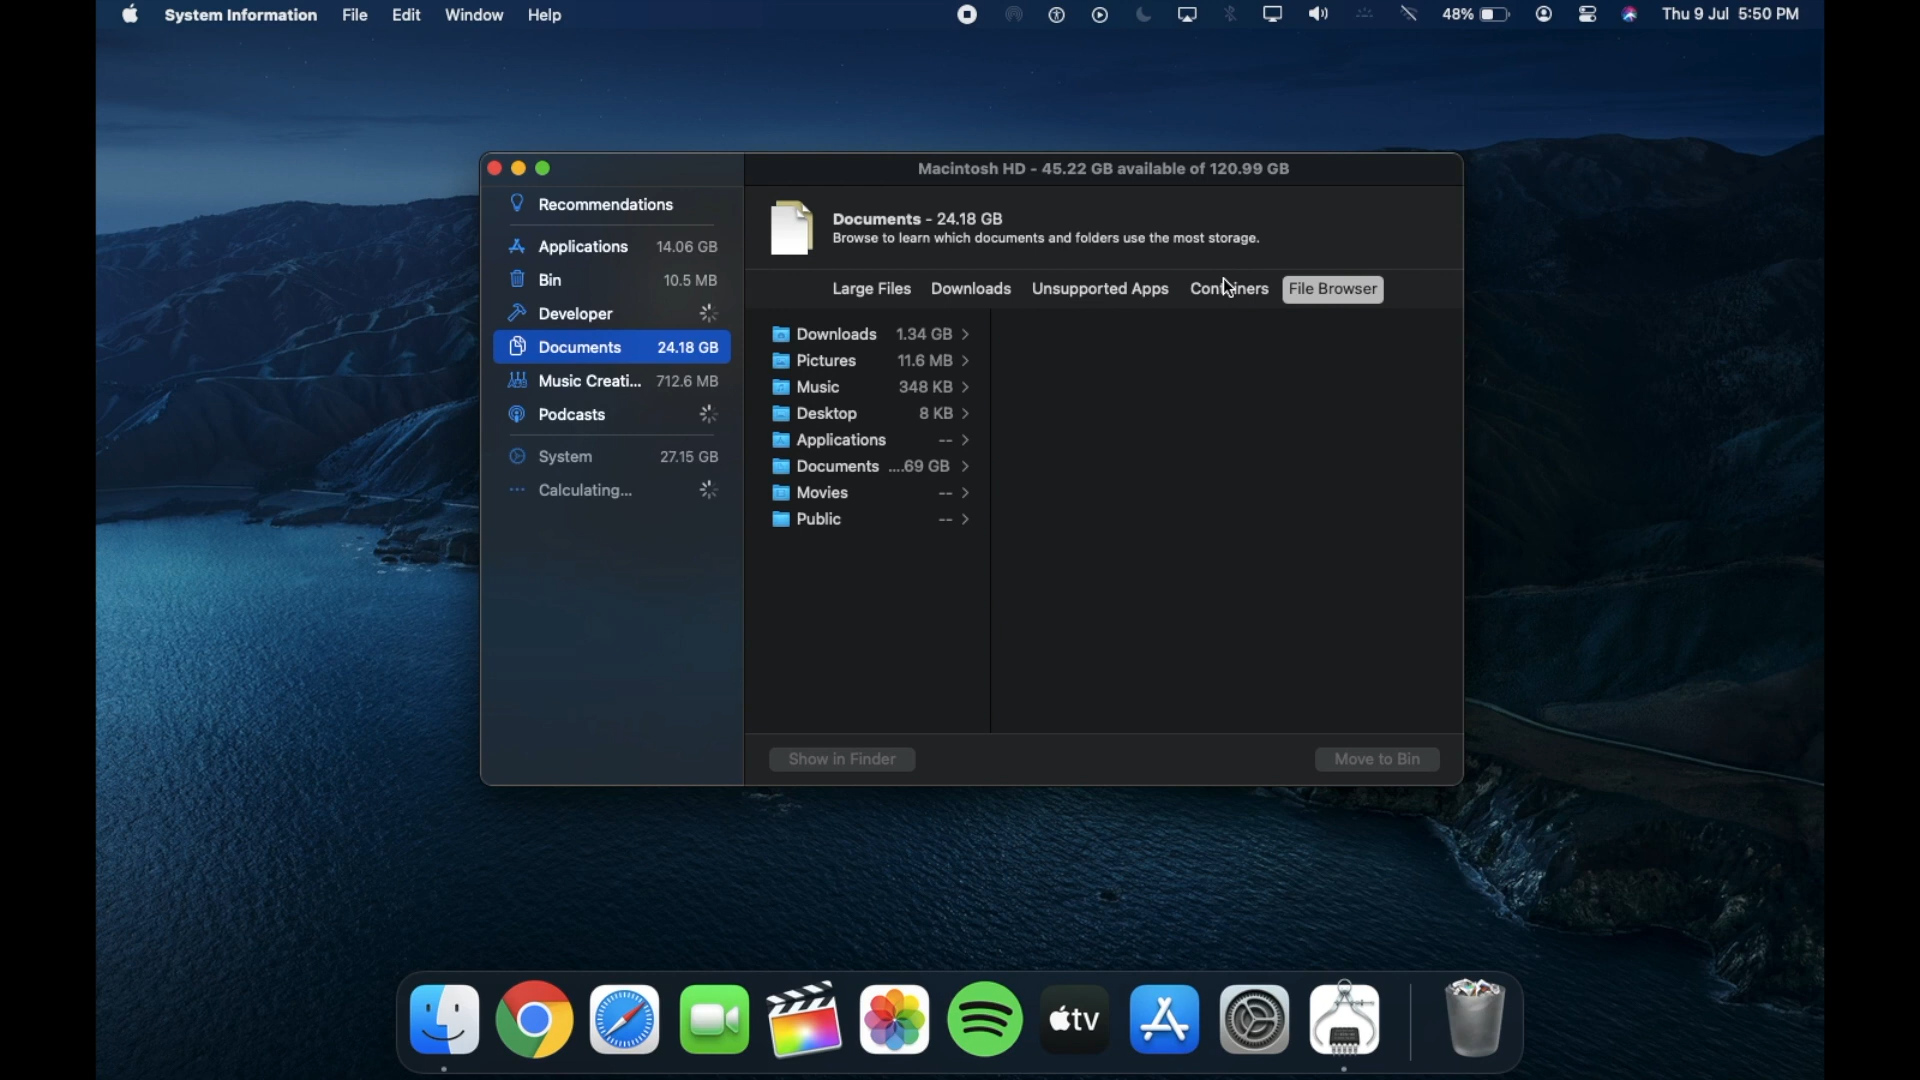 System Information File Edit Window Help 48% Thu 9 Jul 5:50 PM
Macintosh HD - 45.22 GB available of 120.99 GB
Recommendations
Applications 14.06 GB
Bin 10.5 MB
Developer
Documents 24.18 GB
Music Creati... 712.6 MB
Podcasts
System 27.15 GB
Calculating...
Documents - 24.18 GB
Browse to learn which documents and folders use the most storage.
Large Files Downloads Unsupported Apps File Browser
Downloads 1.34 GB
Pictures 11.6 MB
Music 348 KB
Desktop 8 KB
Applications --
Documents ....69 GB
Movies --
Public --
Show in Finder Move to Bin
tv